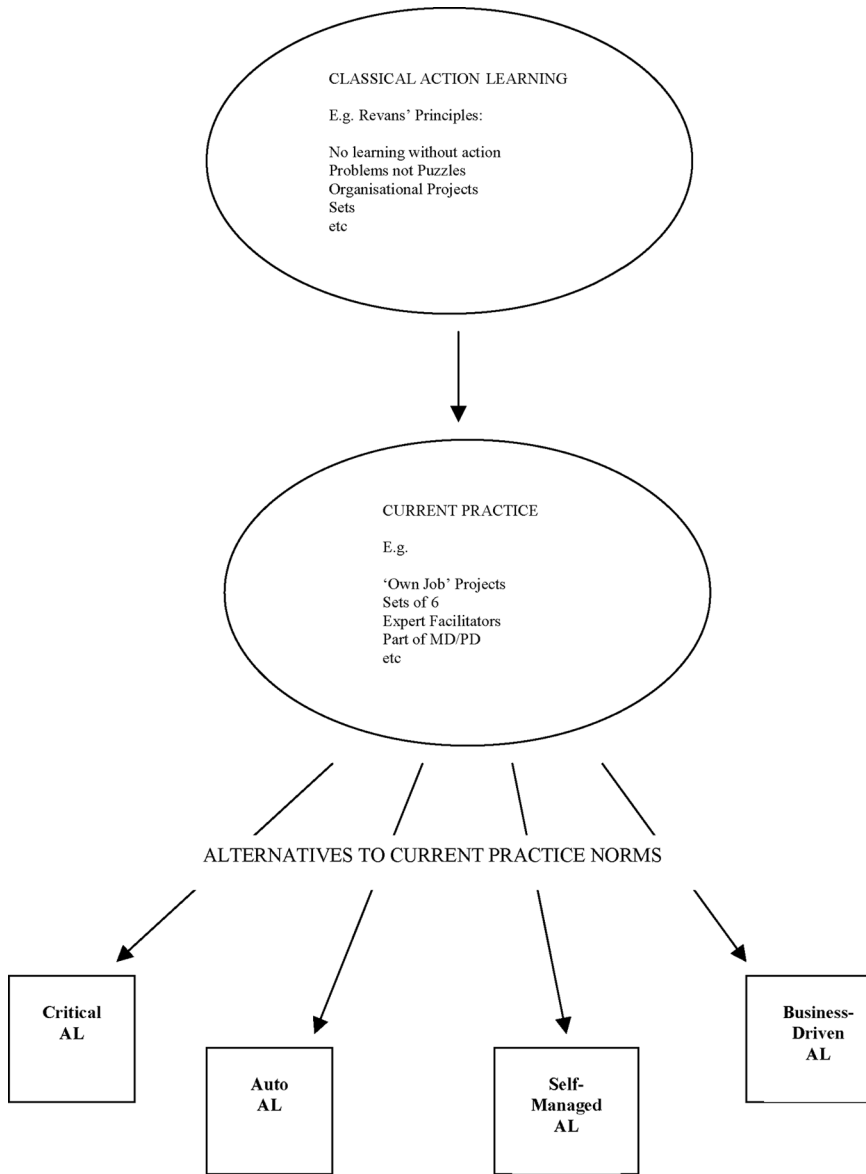 CLASSICAL ACTION LEARNING
E.g. Revans’ Principles:
No learning without action
Problems not Puzzles
Organisational Projects
Sets
etc
CURRENT PRACTICE
E.g.
‘Own Job’ Projects
Sets of 6
Expert Facilitators
Part of MD/PD
etc
ALTERNATIVES TO CURRENT PRACTICE NORMS
Critical
AL
Auto
AL
Self-
Managed
AL
Business-
Driven
AL